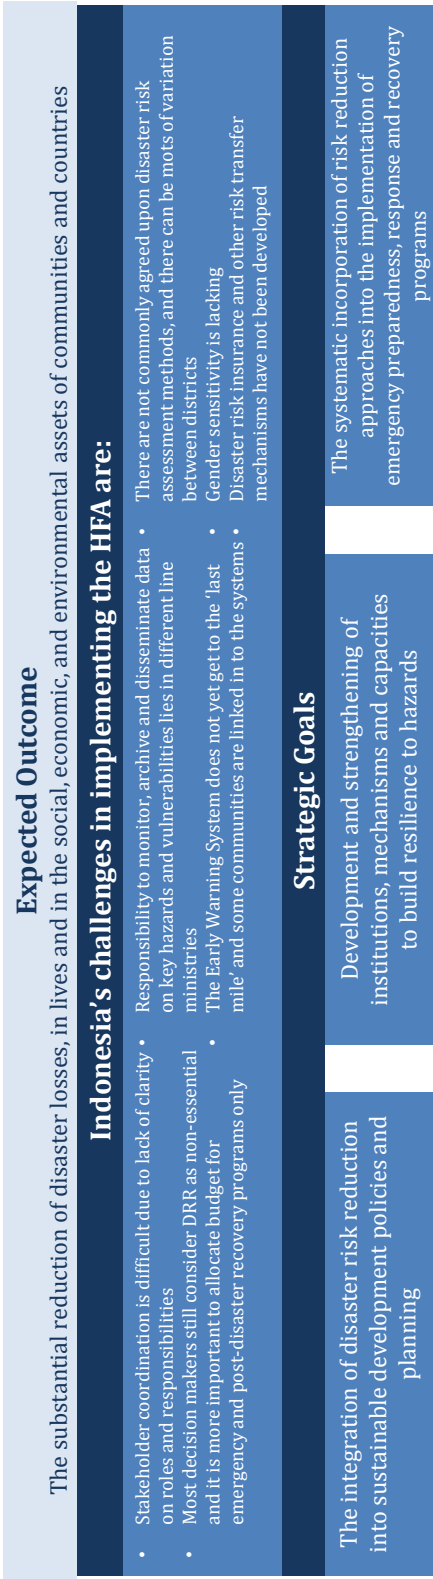 Expected Outcome
The substantial reduction of disaster losses, in lives and in the social, economic, and environmental assets of communities and countries
Indonesia's challenges in implementing the HFA are:
• Stakeholder coordination is difficult due to lack of clarity
on roles and responsibilities
• Most decision makers still consider DRR as non-essential
and it is more important to allocate budget for
emergency and post-disaster recovery programs only
• Responsibility to monitor, archive and disseminate data
on key hazards and vulnerabilities lies in different line
ministries
• The Early Warning System does not yet get to the 'last
mile' and some communities are linked in to the systems
• There are not commonly agreed upon disaster risk
assessment methods, and there can be mots of variation
between districts
• Gender sensitivity is lacking
• Disaster risk insurance and other risk transfer
mechanisms have not been developed
Strategic Goals
The integration of disaster risk reduction
into sustainable development policies and
planning
Development and strengthening of
institutions, mechanisms and capacities
to build resilience to hazards
The systematic incorporation of risk reduction
approaches into the implementation of
emergency preparedness, response and recovery
programs